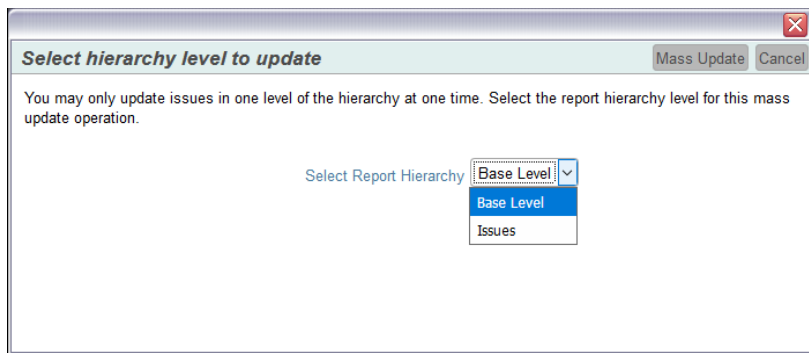 Select hierarchy level to update
Mass Update Cancel
You may only update issues in one level of the hierarchy at one time. Select the report hierarchy level for this mass
update operation.
Select Report Hierarchy Base Level
Base Level
Issues